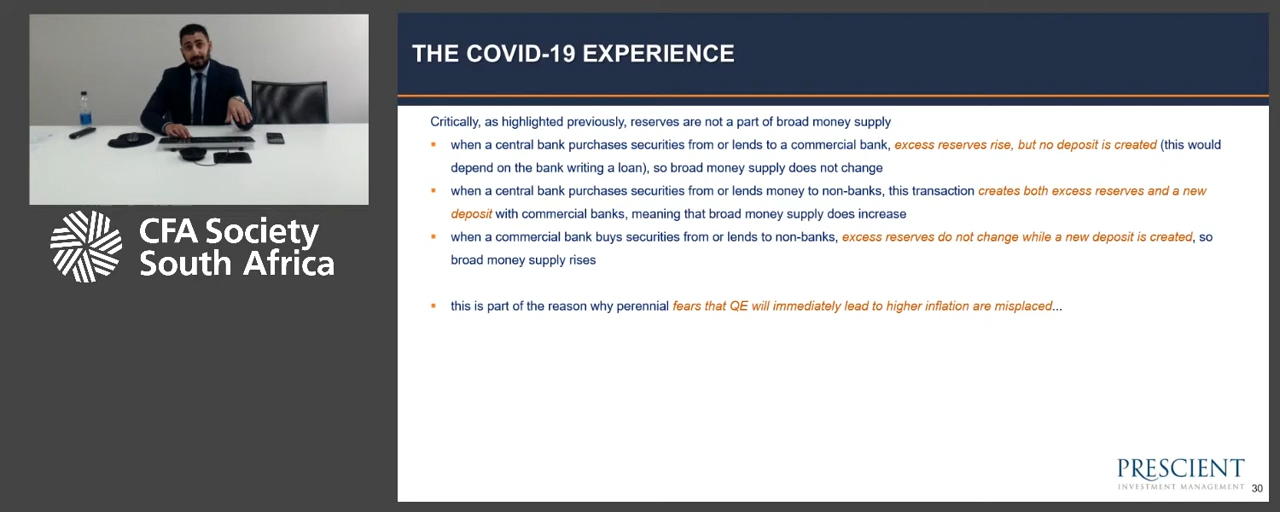 THE COVID-19 EXPERIENCE
Critically, as highlighted previously, reserves are not a part of broad money supply
▪ when a central bank purchases securities from or lends to a commercial bank, excess reserves rise, but no deposit is created (this would
depend on the bank writing a loan), so broad money supply does not change
▪ when a central bank purchases securities from or lends money to non-banks, this transaction creates both excess reserves and a new
deposit with commercial banks, meaning that broad money supply does increase
▪ when a commercial bank buys securities from or lends to non-banks, excess reserves do not change while a new deposit is created, so
broad money supply rises
▪ this is part of the reason why perennial fears that QE will immediately lead to higher inflation are misplaced...
CFA Society
South Africa
PRESCIENT
INVESTMENT MANAGEMENT
30